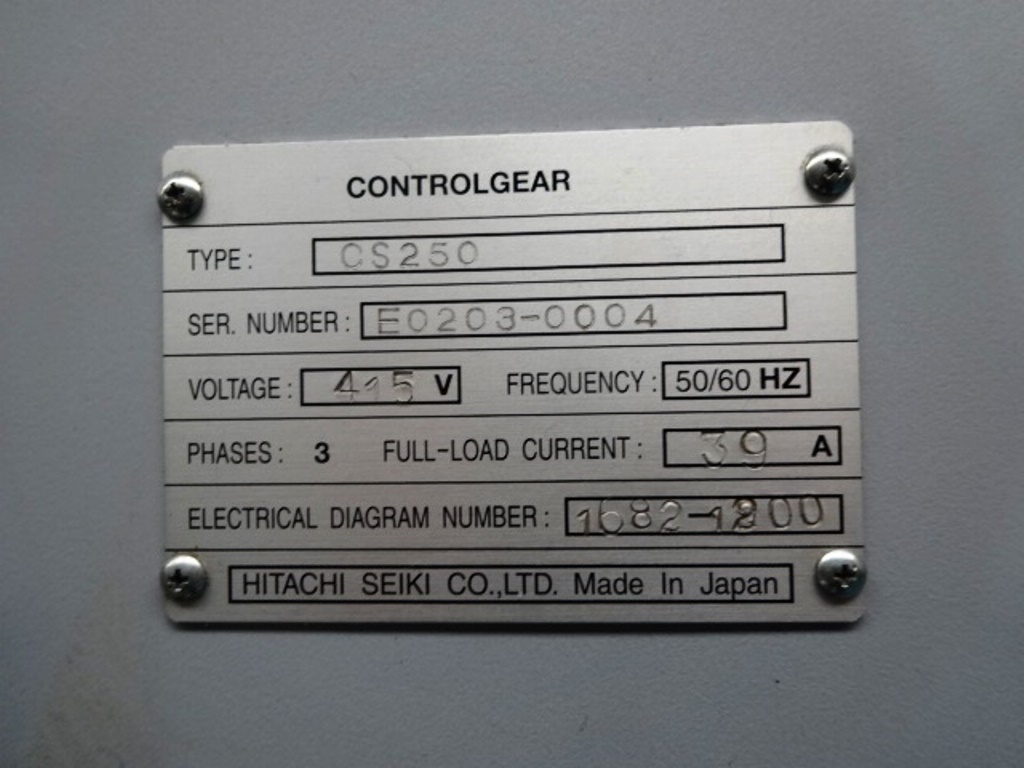 CONTROLGEAR
TYPE: CS250
SER. NUMBER: E0203-0004
VOLTAGE: 415 V FREQUENCY: 50/60 HZ
PHASES: 3 FULL-LOAD CURRENT: 39 A
ELECTRICAL DIAGRAM NUMBER: 1682-1200
HITACHI SEIKI CO.,LTD. Made In Japan